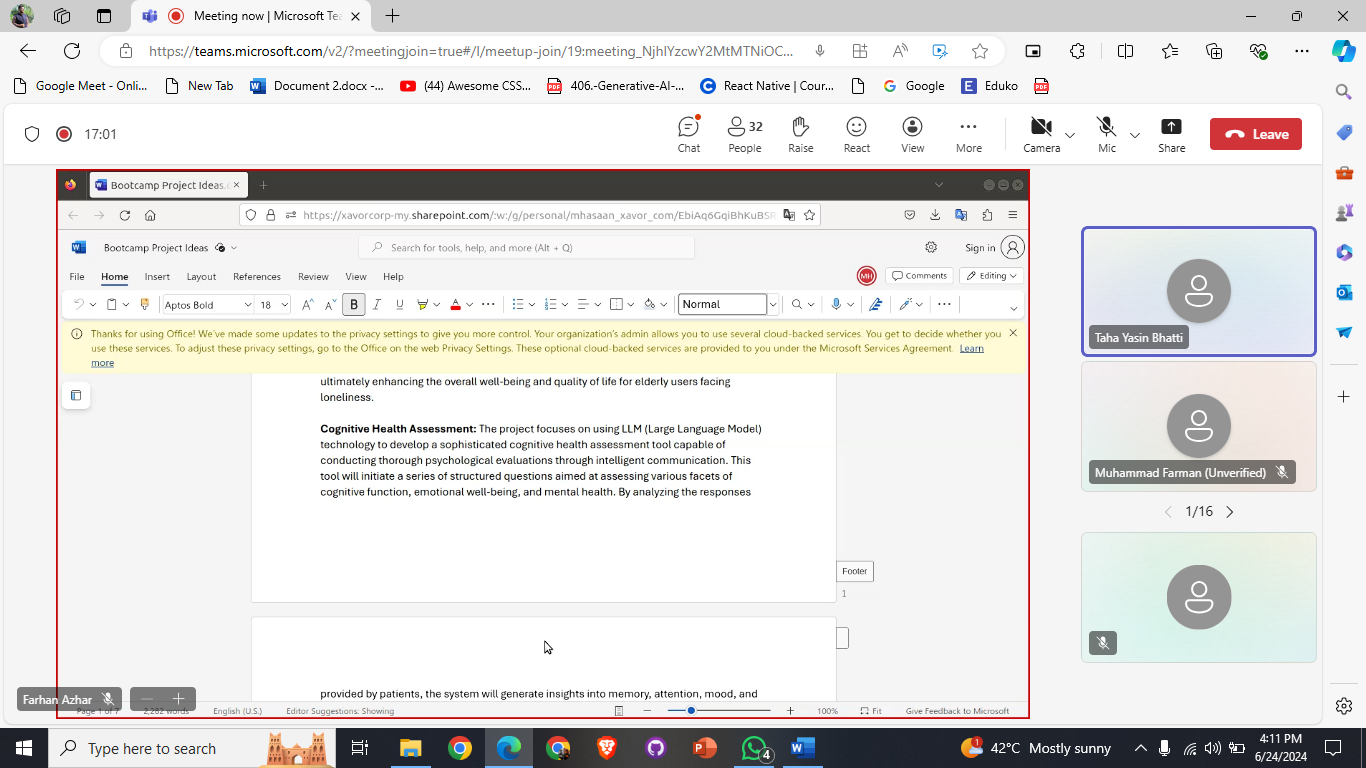 Meeting now | Microsoft Tea
https://teams.microsoft.com/v2/?meetingjoin=true#/l/meetup-join/19:meeting_NjhlYzcwY2MtMTNiOC...
Google Meet - Onli...
New Tab
Document 2.docx -...
(44) Awesome CSS...
406.-Generative-AI-...
React Native | Cour...
Google
Eduko
17:01
Chat
32
People
Raise
React
View
More
Camera
Mic
Share
Leave
Bootcamp Project Ideas.
https://xavorcorp-my.sharepoint.com/:w:/g/personal/mhasaan_xavor_com/EbiAq6GqiBhKuBSR
Bootcamp Project Ideas
Search for tools, help, and more (Alt + Q)
Sign in
File Home Insert Layout References Review View Help
MH
Comments
Editing
Aptos Bold
18
B I U
Normal
Thanks for using Office! We've made some updates to the privacy settings to give you more control. Your organization's admin allows you to use several cloud-backed services. You get to decide whether you
use these services. To adjust these privacy settings, go to the Office on the web Privacy Settings. These optional cloud-backed services are provided to you under the Microsoft Services Agreement. Learn
more
ultimately enhancing the overall well-being and quality of life for elderly users facing
loneliness.
Cognitive Health Assessment: The project focuses on using LLM (Large Language Model)
technology to develop a sophisticated cognitive health assessment tool capable of
conducting thorough psychological evaluations through intelligent communication. This
tool will initiate a series of structured questions aimed at assessing various facets of
cognitive function, emotional well-being, and mental health. By analyzing the responses
Footer
1
provided by patients, the system will generate insights into memory, attention, mood, and
Page 1 of 7
2,282 words
English (U.S.)
Editor Suggestions: Showing
100%
Fit
Give Feedback to Microsoft
Farhan Azhar
Taha Yasin Bhatti
Muhammad Farman (Unverified)
1/16
Type here to search
4
1
42°C Mostly sunny
4:11 PM
6/24/2024